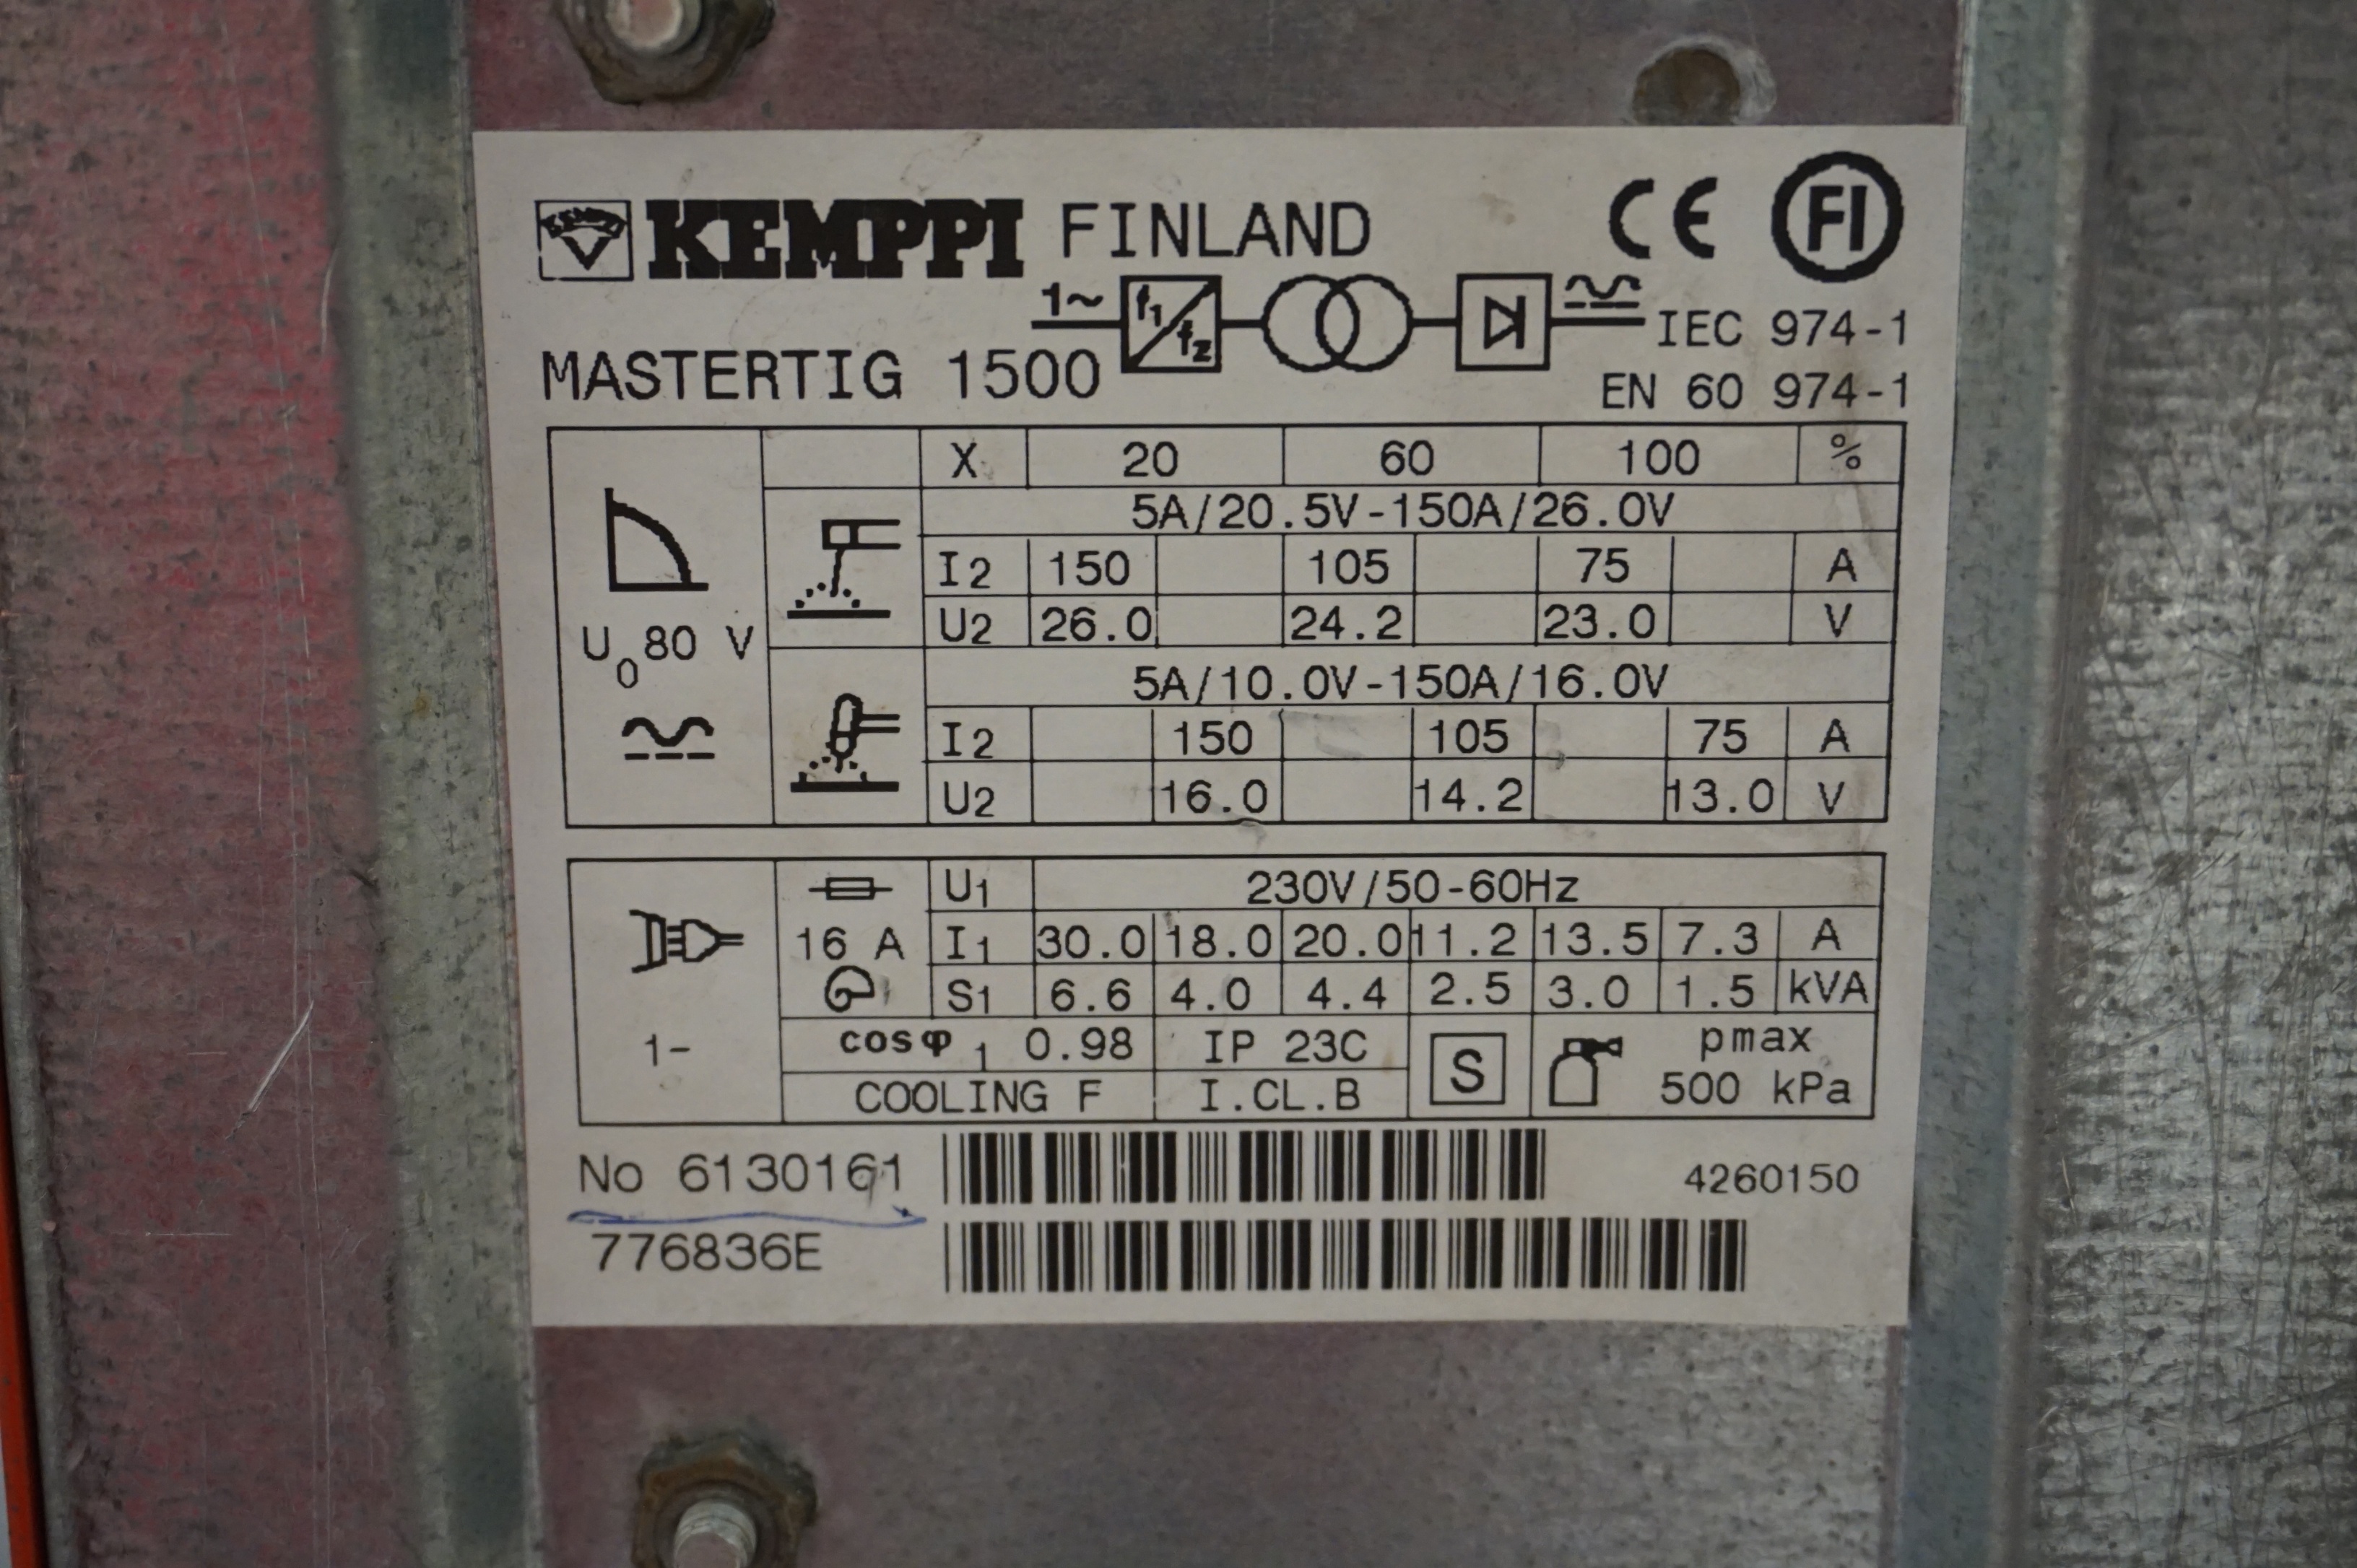 KEMPPI FINLAND CE FI
1~ f1 f2 IEC 974-1
MASTERTIG 1500
EN 60 974-1
X 20 60 100 %
5A/20.5V-150A/26.0V
I2 150 105 75 A
U0 80 V
U2 26.0 24.2 23.0 V
5A/10.0V-150A/16.0V
I2 150 105 75 A
U2 16.0 14.2 13.0 V
U1 230V/50-60Hz
16 A I1 30.0 18.0 20.0 11.2 13.5 7.3 A
S1 6.6 4.0 4.4 2.5 3.0 1.5 kVA
1~ cosφ1 0.98 IP 23C S pmax
COOLING F I.CL.B 500 kPa
No 6130161 4260150
776836E